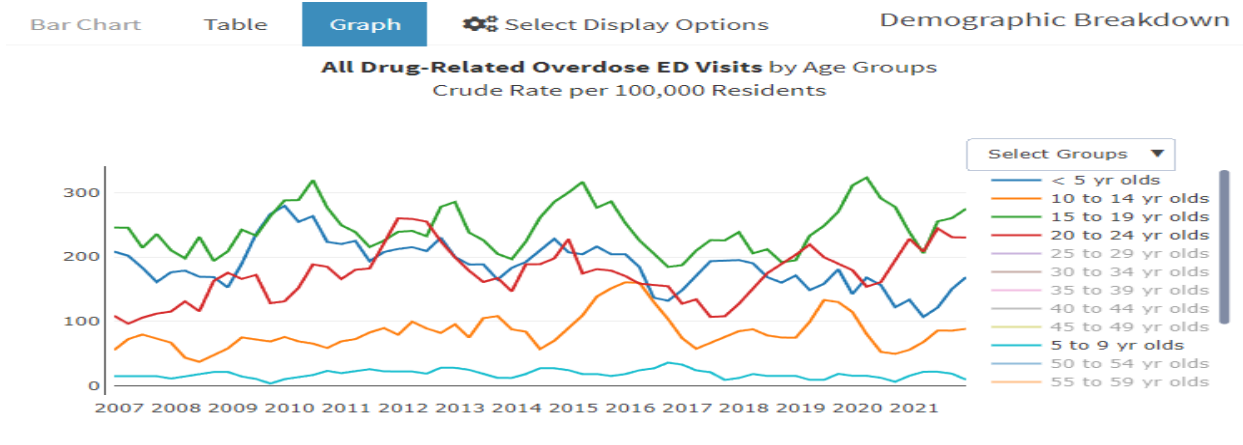 Bar Chart Table Graph Select Display Options Demographic Breakdown
All Drug-Related Overdose ED Visits by Age Groups
Crude Rate per 100,000 Residents
Select Groups ▼
< 5 yr olds
10 to 14 yr olds
15 to 19 yr olds
20 to 24 yr olds
25 to 29 yr olds
30 to 34 yr olds
35 to 39 yr olds
40 to 44 yr olds
45 to 49 yr olds
5 to 9 yr olds
50 to 54 yr olds
55 to 59 yr olds
300
200
100
0
2007 2008 2009 2010 2011 2012 2013 2014 2015 2016 2017 2018 2019 2020 2021